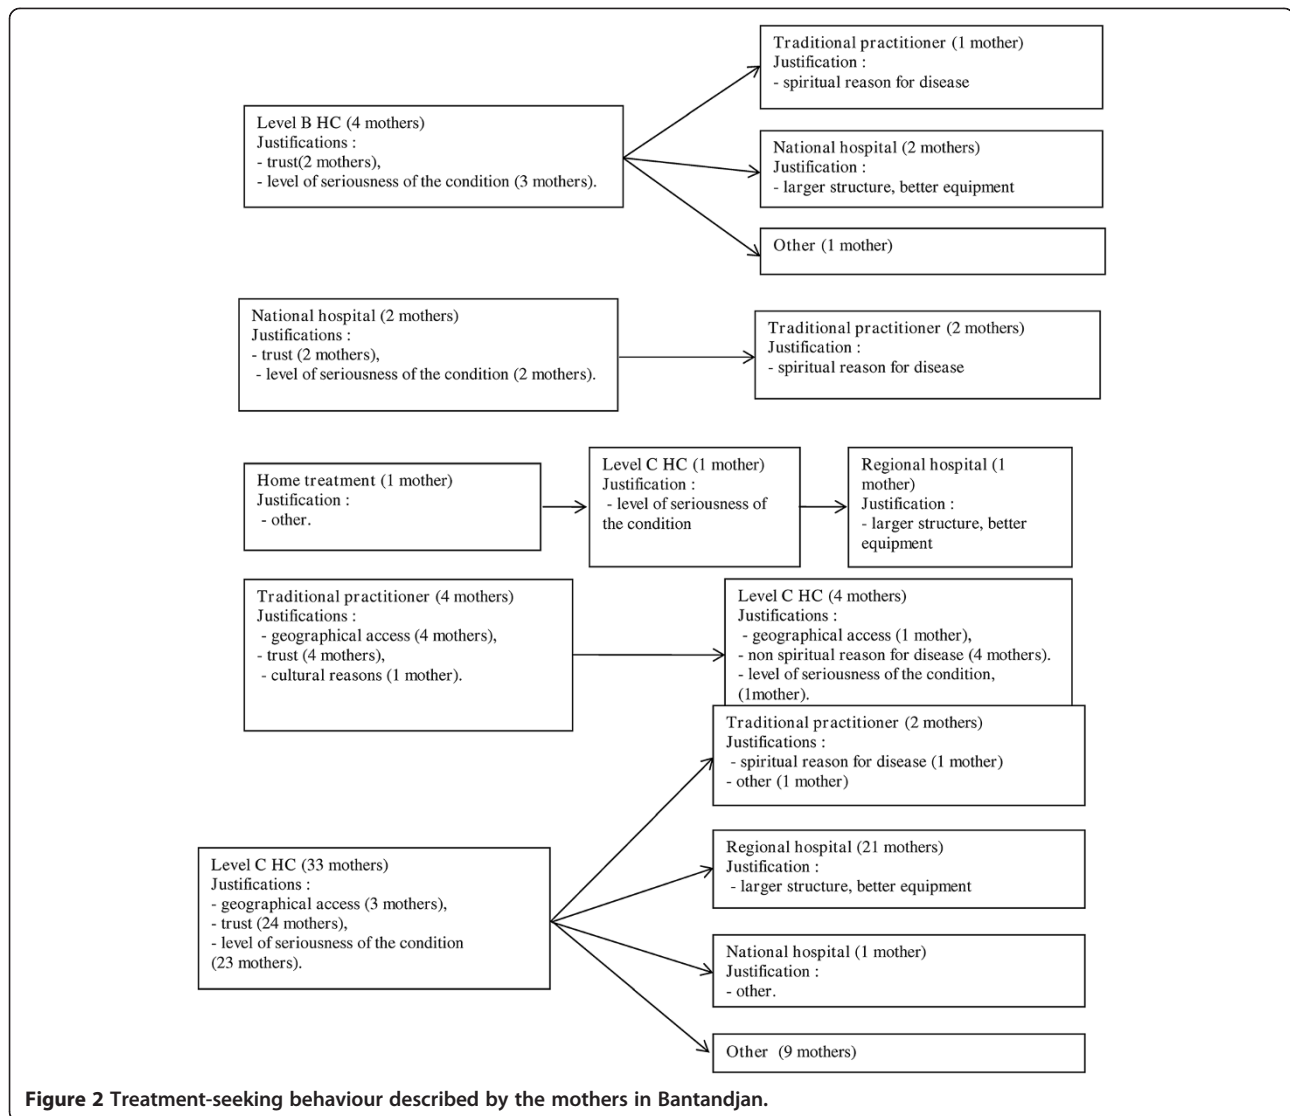 Level B HC (4 mothers)
Justifications :
- trust(2 mothers),
- level of seriousness of the condition (3 mothers).
Traditional practitioner (1 mother)
Justification :
- spiritual reason for disease
National hospital (2 mothers)
Justification :
- larger structure, better equipment
Other (1 mother)
National hospital (2 mothers)
Justifications :
- trust (2 mothers),
- level of seriousness of the condition (2 mothers).
Traditional practitioner (2 mothers)
Justification :
- spiritual reason for disease
Home treatment (1 mother)
Justification :
- other.
Level C HC (1 mother)
Justification :
- level of seriousness of
the condition
Regional hospital (1
mother)
Justification :
- larger structure, better
equipment
Traditional practitioner (4 mothers)
Justifications :
- geographical access (4 mothers),
- trust (4 mothers),
- cultural reasons (1 mother).
Level C HC (4 mothers)
Justifications :
- geographical access (1 mother),
- non spiritual reason for disease (4 mothers).
- level of seriousness of the condition,
(1mother).
Level C HC (33 mothers)
Justifications :
- geographical access (3 mothers),
- trust (24 mothers),
- level of seriousness of the condition
(23 mothers).
Traditional practitioner (2 mothers)
Justifications :
- spiritual reason for disease (1 mother)
- other (1 mother)
Regional hospital (21 mothers)
Justification :
- larger structure, better equipment
National hospital (1 mother)
Justification :
- other.
Other (9 mothers)
Figure 2 Treatment-seeking behaviour described by the mothers in Bantandjan.